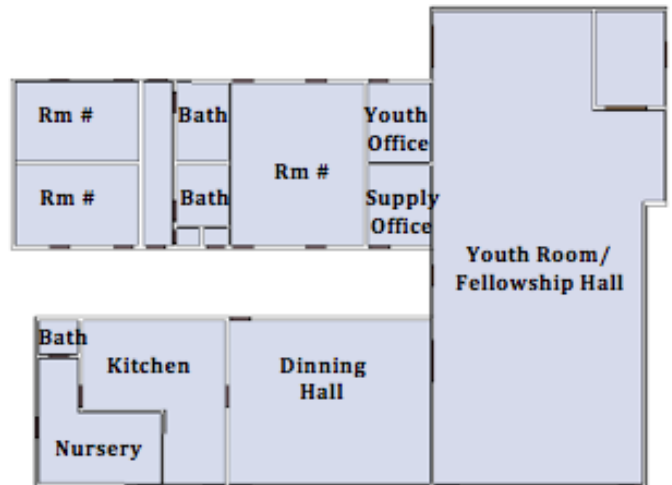 Rm #
Bath
Youth
Office
Rm #
Rm #
Bath
Supply
Office
Youth Room/
Fellowship Hall
Bath
Kitchen
Dinning
Hall
Nursery